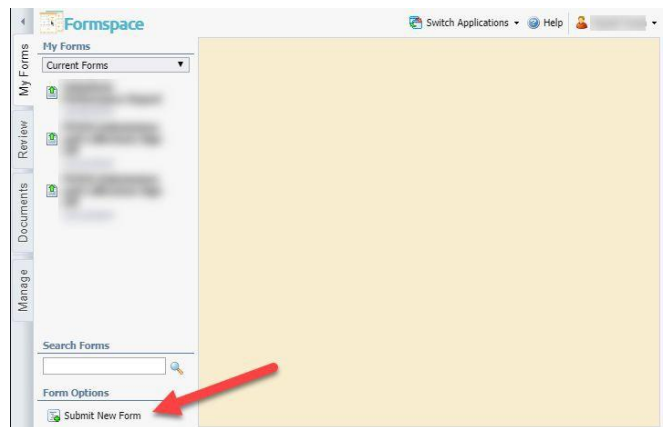 Formspace
Switch Applications
Help
My Forms
Current Forms
My Forms
Review
Documents
Manage
Search Forms
Form Options
Submit New Form